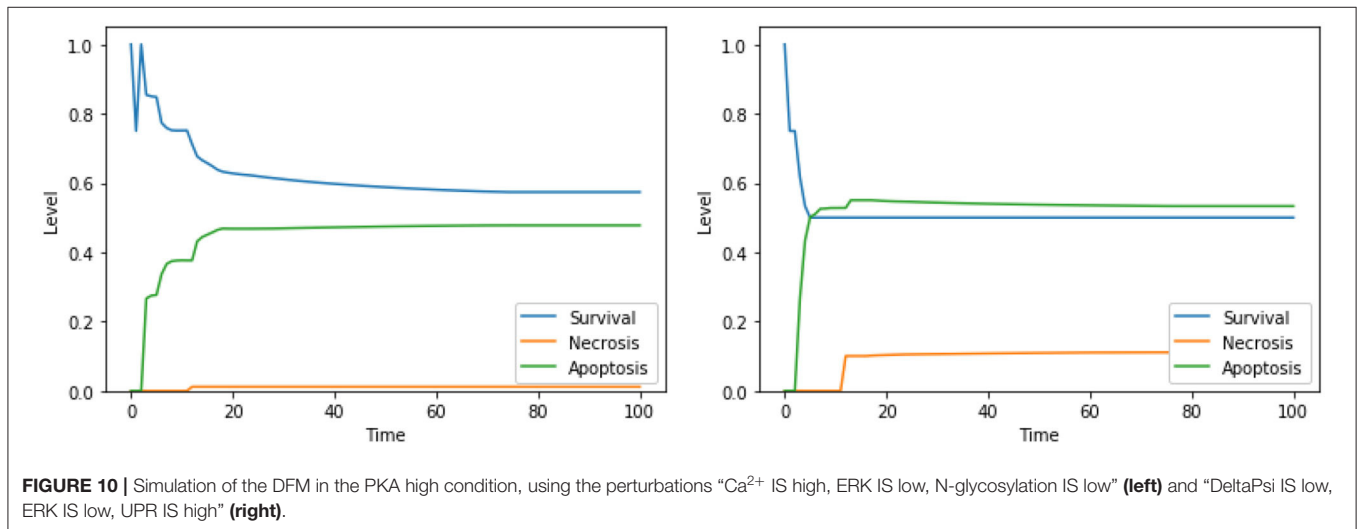 1.0
0.8
0.6
0.4
0.2
0.0
Level
0
20
40
60
80
100
Time
Survival
Necrosis
Apoptosis
1.0
0.8
0.6
0.4
0.2
0.0
Level
0
20
40
60
80
100
Time
Survival
Necrosis
Apoptosis
FIGURE 10 | Simulation of the DFM in the PKA high condition, using the perturbations “Ca²⁺ IS high, ERK IS low, N-glycosylation IS low” (left) and “DeltaPsi IS low,
ERK IS low, UPR IS high” (right).